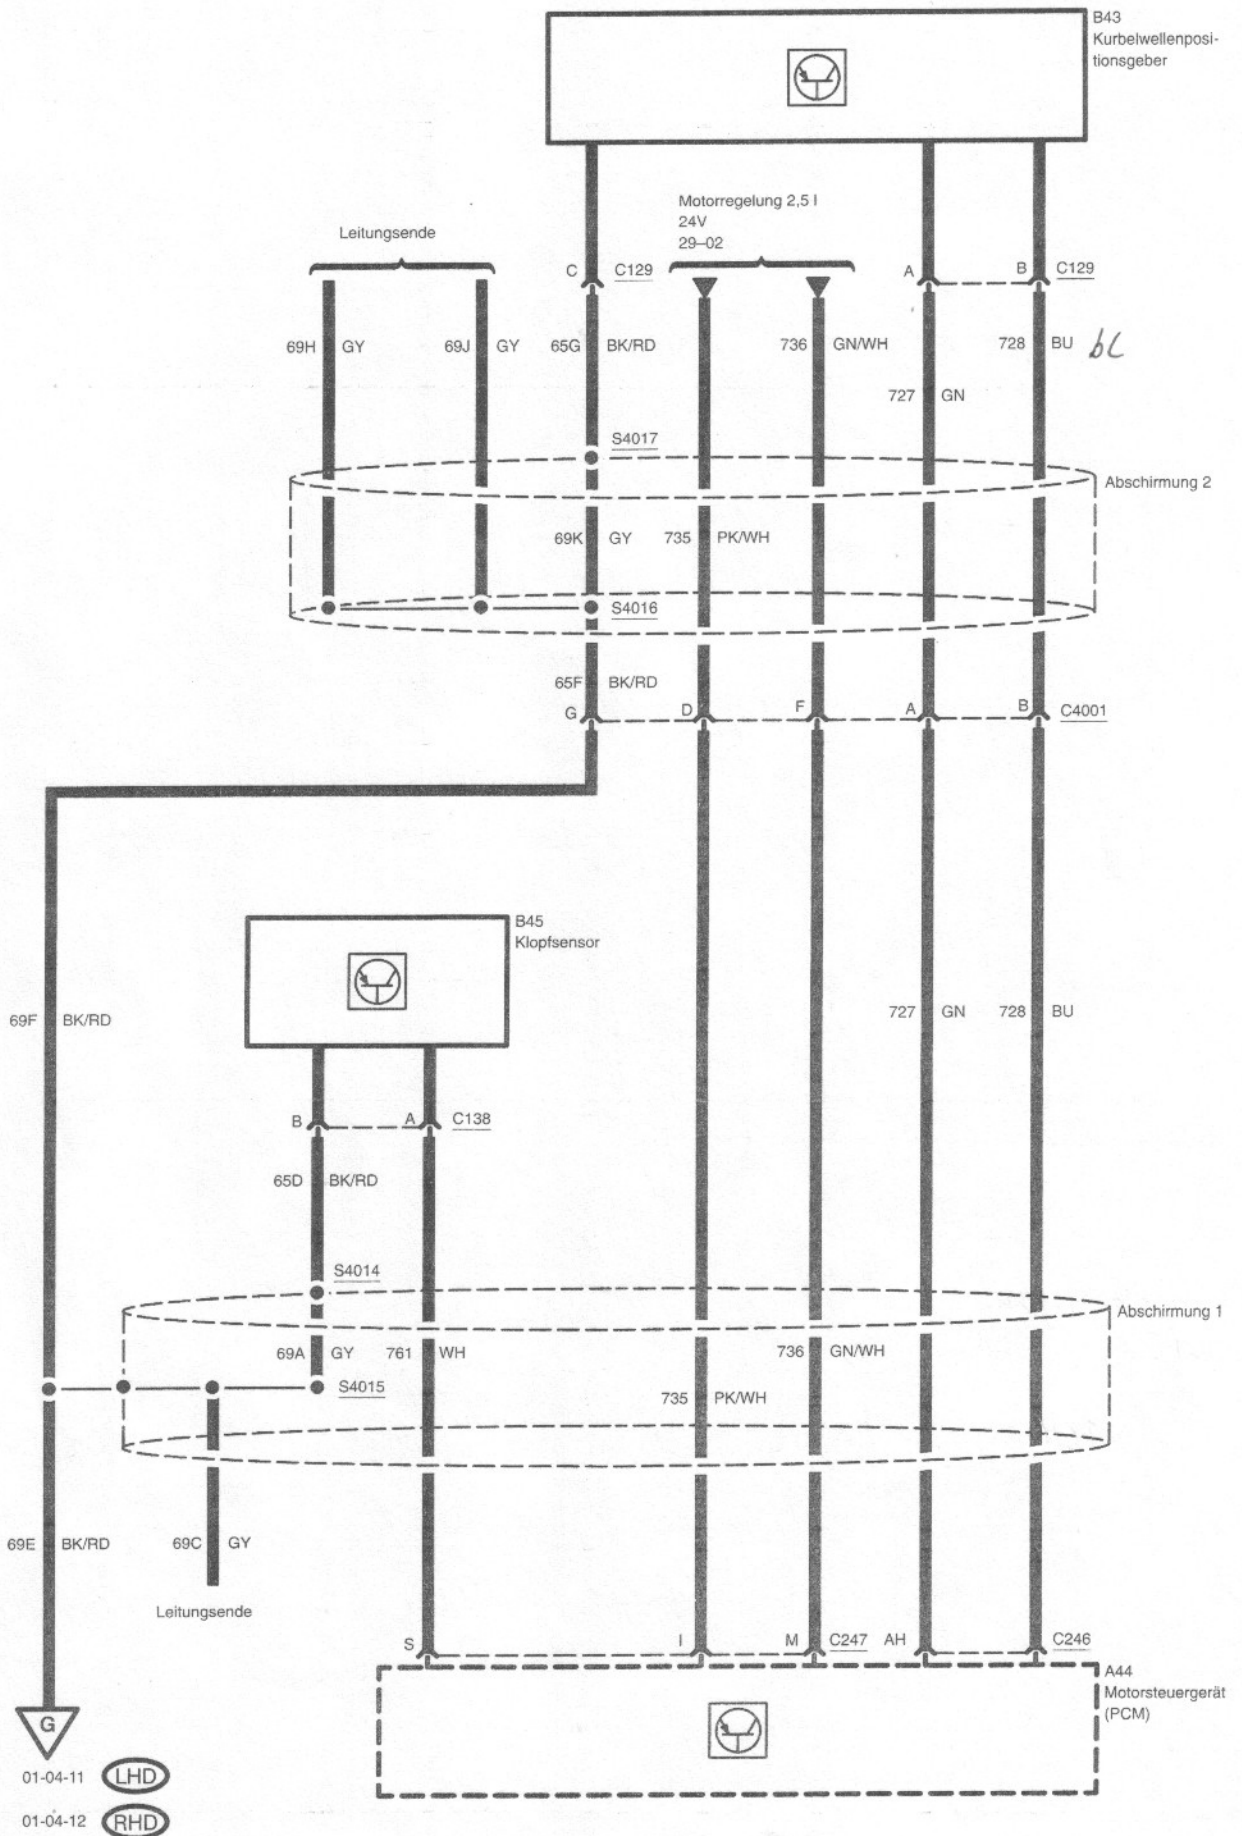 B43
Kurbelwellenposi-
tionsgeber
Motorregelung 2,5 l
24V
29–02
Leitungsende
C C129 A B C129
69H GY 69J GY 65G BK/RD 736 GN/WH 728 BU bL
727 GN
S4017
Abschirmung 2
69K GY 735 PK/WH
S4016
65F BK/RD
G D F A B C4001
B45
Klopfsensor
69F BK/RD 727 GN 728 BU
B A C138
65D BK/RD
S4014
Abschirmung 1
69A GY 761 WH 736 GN/WH
S4015 735 PK/WH
69E BK/RD 69C GY
Leitungsende
S I M C247 AH C246
A44
Motorsteuergerät
(PCM)
G
01-04-11 LHD
01-04-12 RHD